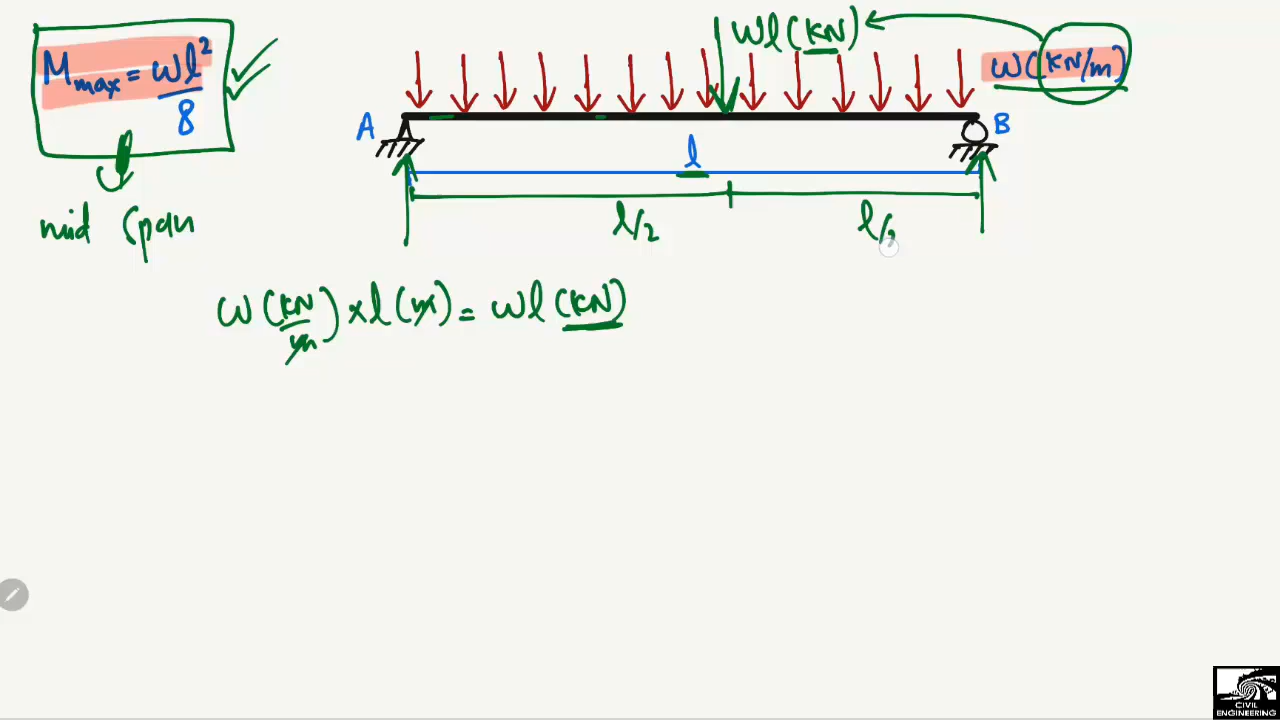 Mmax = wl²/8
mid span
wl (KN)
w (KN/m)
A
B
l
l/2
l/2
w (KN/m) × l (m) = wl (KN)
CIVIL
ENGINEERING